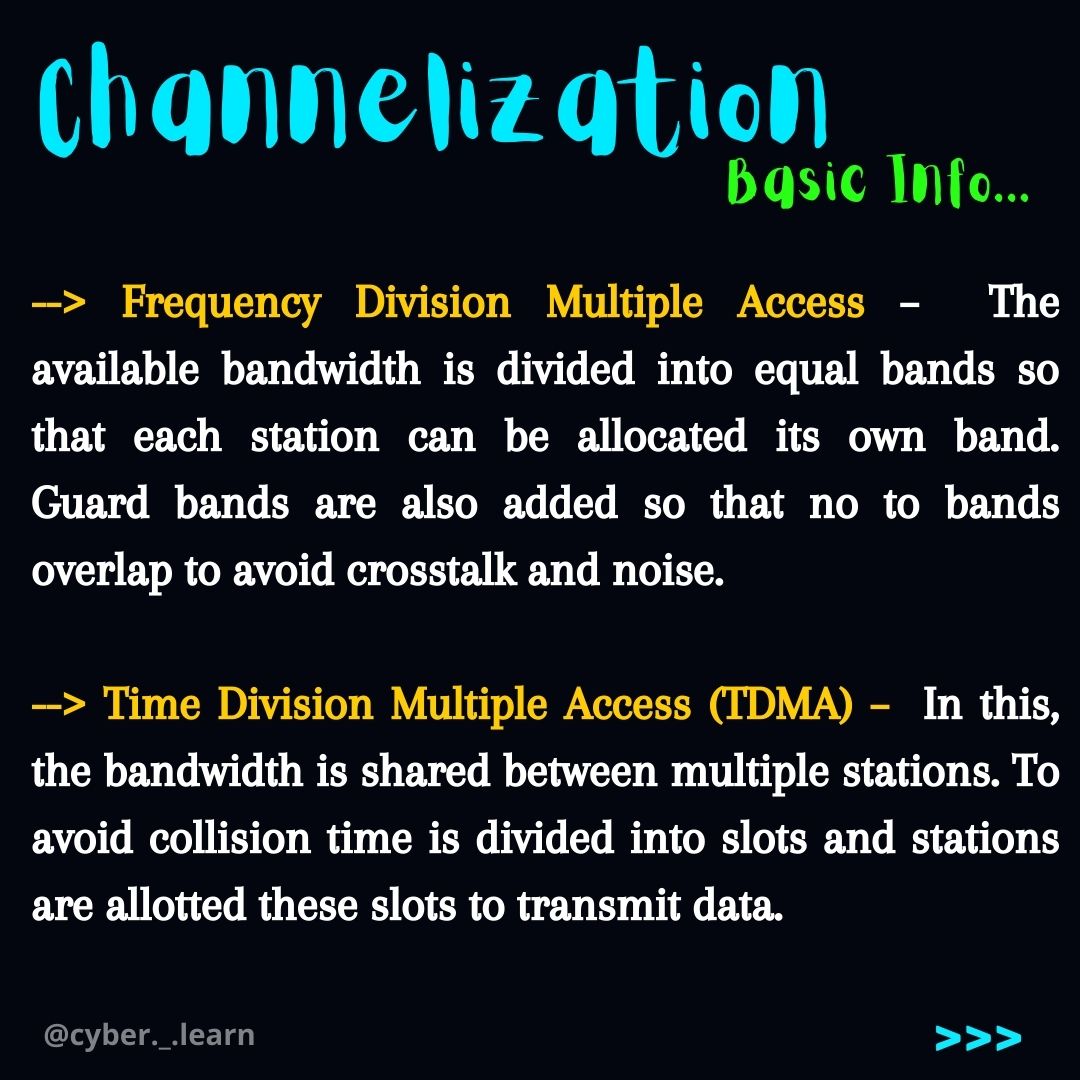 Channelization
Basic Info...
--> Frequency Division Multiple Access – The
available bandwidth is divided into equal bands so
that each station can be allocated its own band.
Guard bands are also added so that no to bands
overlap to avoid crosstalk and noise.
--> Time Division Multiple Access (TDMA) – In this,
the bandwidth is shared between multiple stations. To
avoid collision time is divided into slots and stations
are allotted these slots to transmit data.
@cyber._.learn
>>>